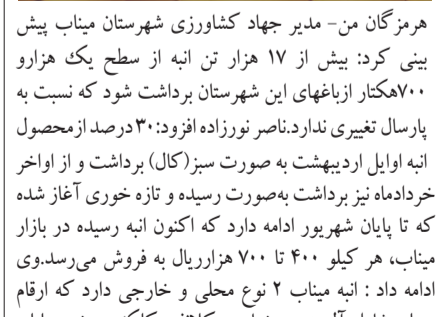 هرمزگان من- مدیر جهاد کشاورزی شهرستان میناب پیش
بینی کرد: بیش از ۱۷ هزار تن انبه از سطح یک هزارو
۷۰۰هکتار ازباغهای این شهرستان برداشت شود که نسبت به
پارسال تغییری ندارد.ناصر نورزاده افزود:۳۰درصد ازمحصول
انبه اوایل اردیبهشت به صورت سبز(کال) برداشت و از اواخر
خردادماه نیز برداشت به‌صورت رسیده و تازه خوری آغاز شده
که تا پایان شهریور ادامه دارد که اکنون انبه رسیده در بازار
میناب، هر کیلو ۴۰۰ تا ۷۰۰ هزارریال به فروش می‌رسد.وی
ادامه داد : انبه میناب ۲ نوع محلی و خارجی دارد که ارقام